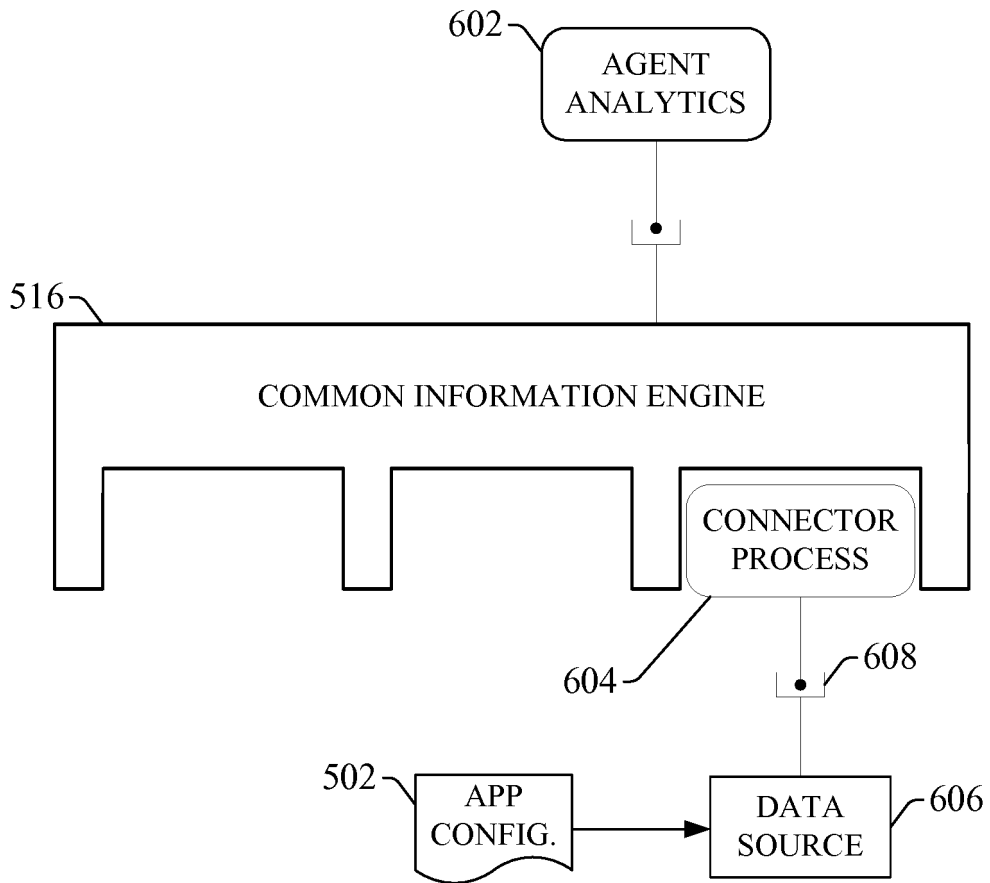 602
AGENT
ANALYTICS
516
COMMON INFORMATION ENGINE
CONNECTOR
PROCESS
604
608
502
APP
CONFIG.
DATA
SOURCE
606